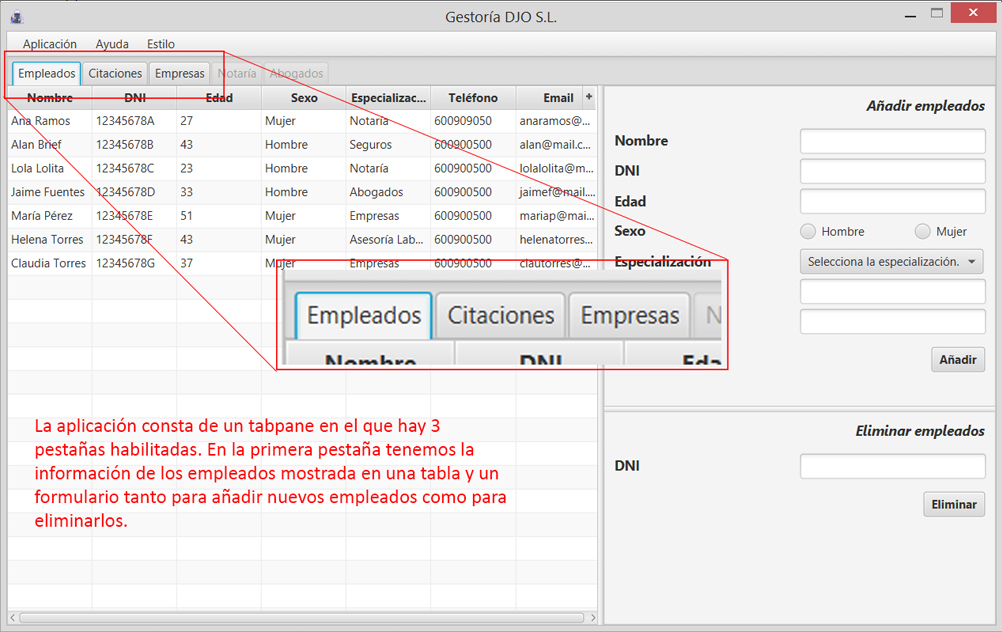 Gestoría DJO S.L.
Aplicación Ayuda Estilo
Empleados Citaciones Empresas Notaría Abogados
Nombre DNI Edad Sexo Especializac... Teléfono Email +
Ana Ramos 12345678A 27 Mujer Notaría 600909050 anaramos@...
Alan Brief 12345678B 43 Hombre Seguros 600900500 alan@mail.c...
Lola Lolita 12345678C 23 Hombre Notaría 600900500 lolalolita@m...
Jaime Fuentes 12345678D 33 Hombre Abogados 600900500 jaimef@mail....
María Pérez 12345678E 51 Mujer Empresas 600900500 mariap@mai...
Helena Torres 12345678F 43 Mujer Asesoría Lab... 600900500 helenatorres...
Claudia Torres 12345678G 37 Mujer Empresas 600900500 clautorres@...
Empleados Citaciones Empresas N
Nombre DNI Eda
La aplicación consta de un tabpane en el que hay 3
pestañas habilitadas. En la primera pestaña tenemos la
información de los empleados mostrada en una tabla y un
formulario tanto para añadir nuevos empleados como para
eliminarlos.
Añadir empleados
Nombre
DNI
Edad
Sexo Hombre Mujer
Especialización Selecciona la especialización.
Añadir
Eliminar empleados
DNI
Eliminar